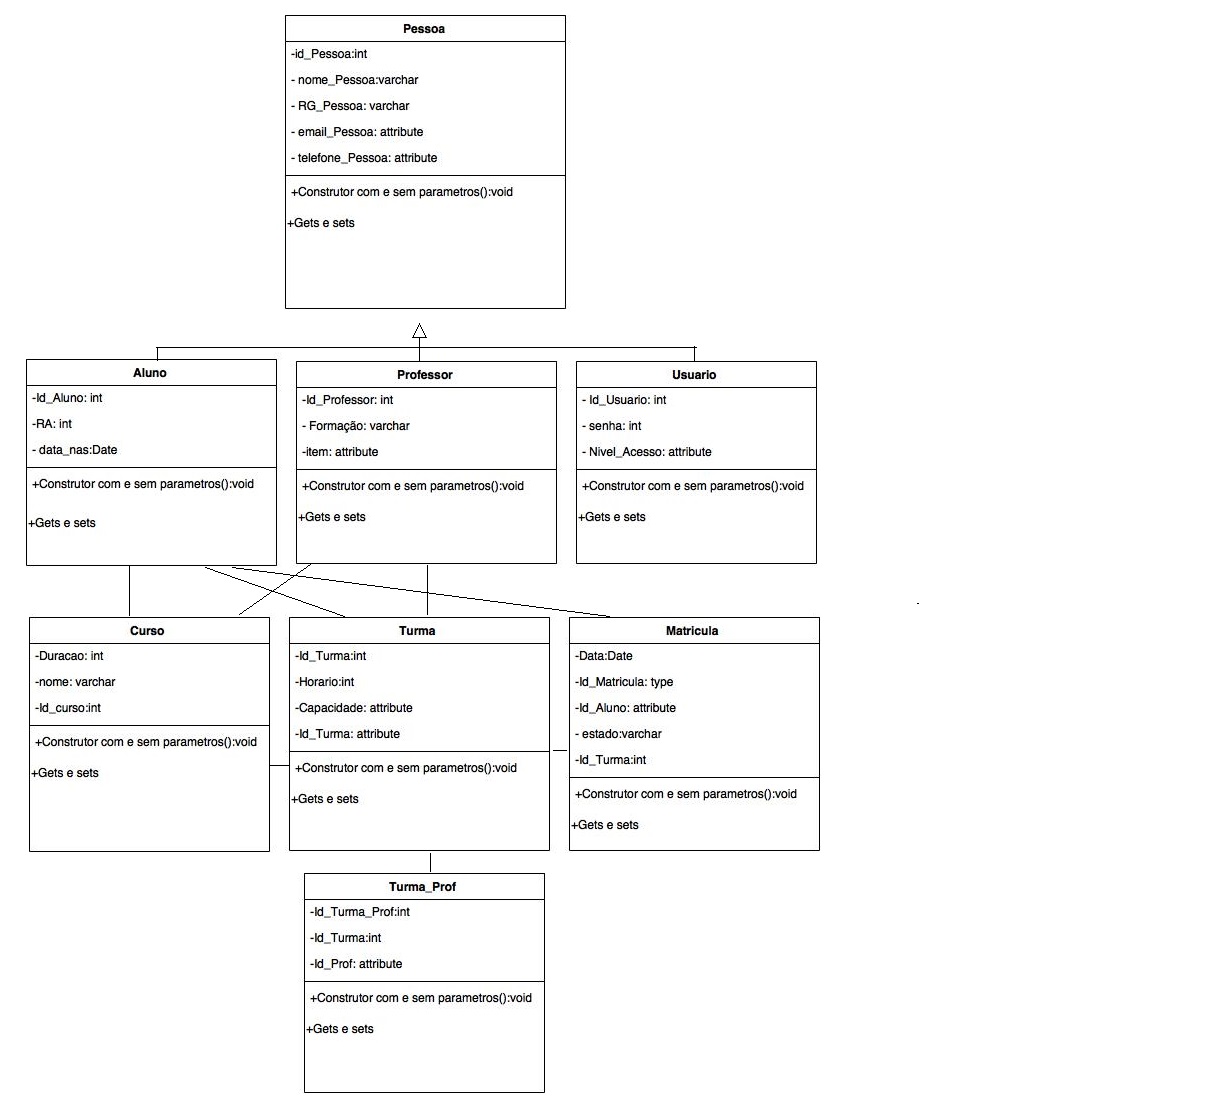 Pessoa
-id_Pessoa:int
- nome_Pessoa:varchar
- RG_Pessoa: varchar
- email_Pessoa: attribute
- telefone_Pessoa: attribute
+Construtor com e sem parametros():void
+Gets e sets
Aluno
-Id_Aluno: int
-RA: int
- data_nas:Date
+Construtor com e sem parametros():void
+Gets e sets
Professor
-Id_Professor: int
- Formação: varchar
-item: attribute
+Construtor com e sem parametros():void
+Gets e sets
Usuario
- Id_Usuario: int
- senha: int
- Nivel_Acesso: attribute
+Construtor com e sem parametros():void
+Gets e sets
Curso
-Duracao: int
-nome: varchar
-Id_curso:int
+Construtor com e sem parametros():void
+Gets e sets
Turma
-Id_Turma:int
-Horario:int
-Capacidade: attribute
-Id_Turma: attribute
+Construtor com e sem parametros():void
+Gets e sets
Matricula
-Data:Date
-Id_Matricula: type
-Id_Aluno: attribute
- estado:varchar
-Id_Turma:int
+Construtor com e sem parametros():void
+Gets e sets
Turma_Prof
-Id_Turma_Prof:int
-Id_Turma:int
-Id_Prof: attribute
+Construtor com e sem parametros():void
+Gets e sets